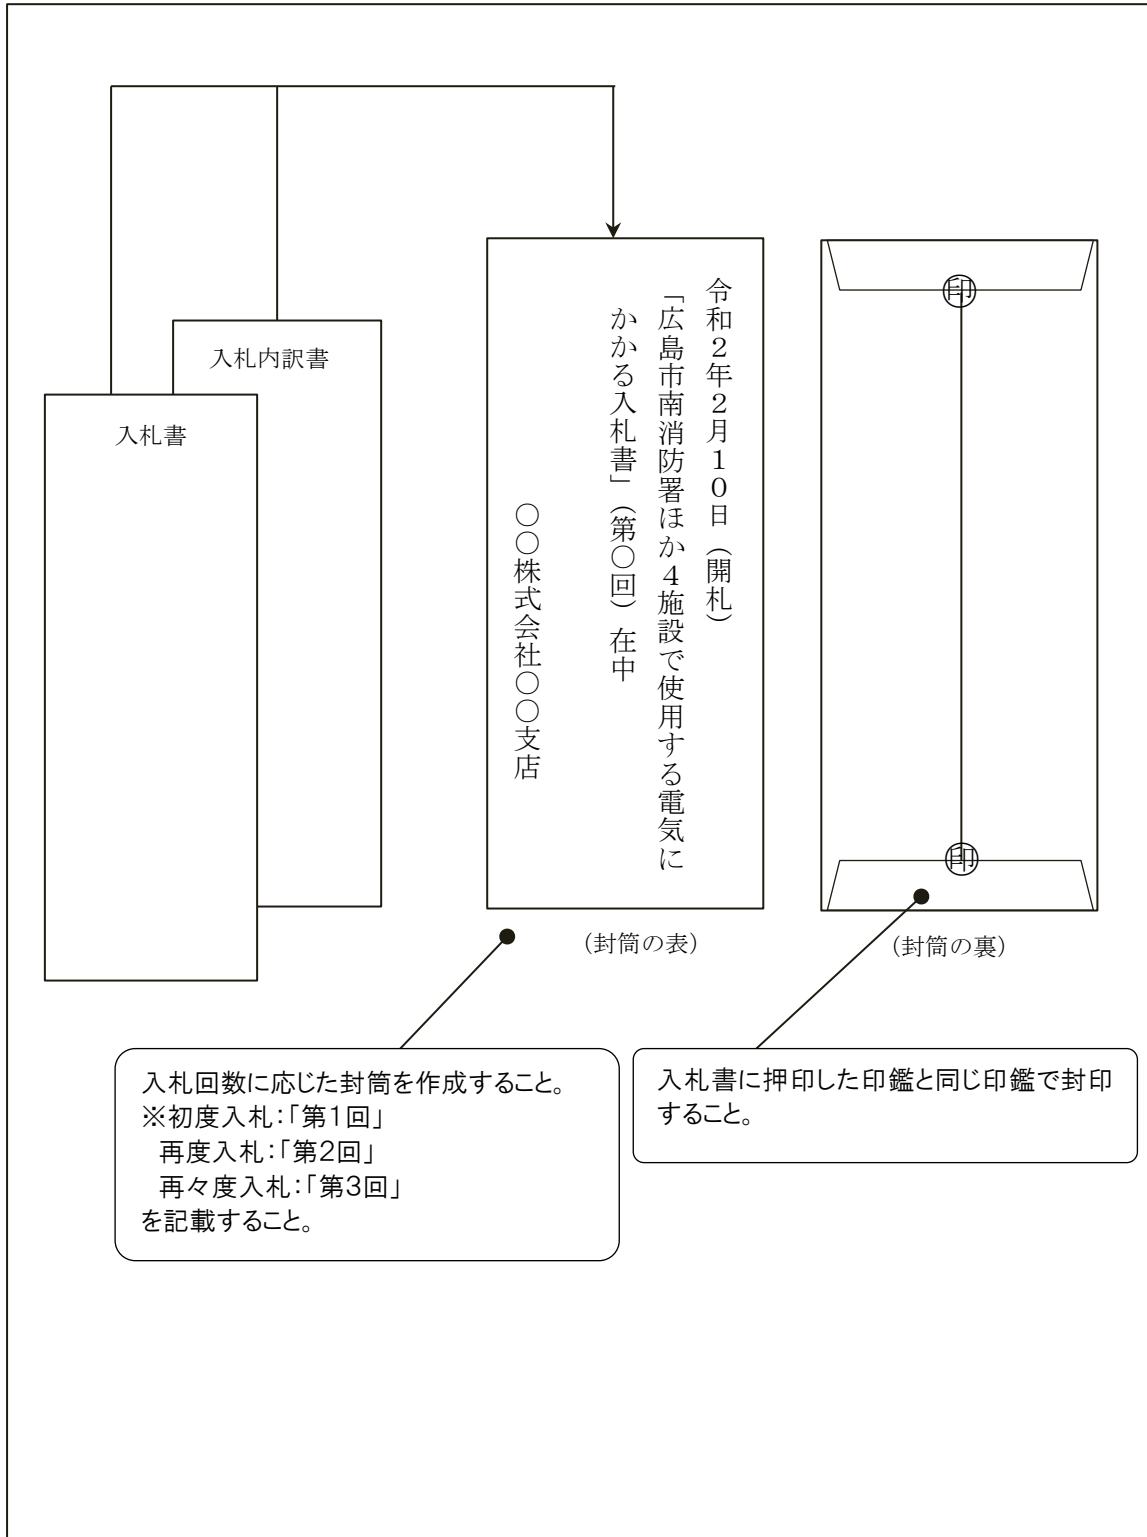 入札内訳書
入札書
令和２年２月１０日（開札）
「広島市南消防署ほか４施設で使用する電気に
かかる入札書」（第〇回）在中
〇〇株式会社〇〇支店
印
印
（封筒の表）
（封筒の裏）
入札回数に応じた封筒を作成すること。
※初度入札：「第１回」
再度入札：「第２回」
再々度入札：「第３回」
を記載すること。
入札書に押印した印鑑と同じ印鑑で封印
すること。